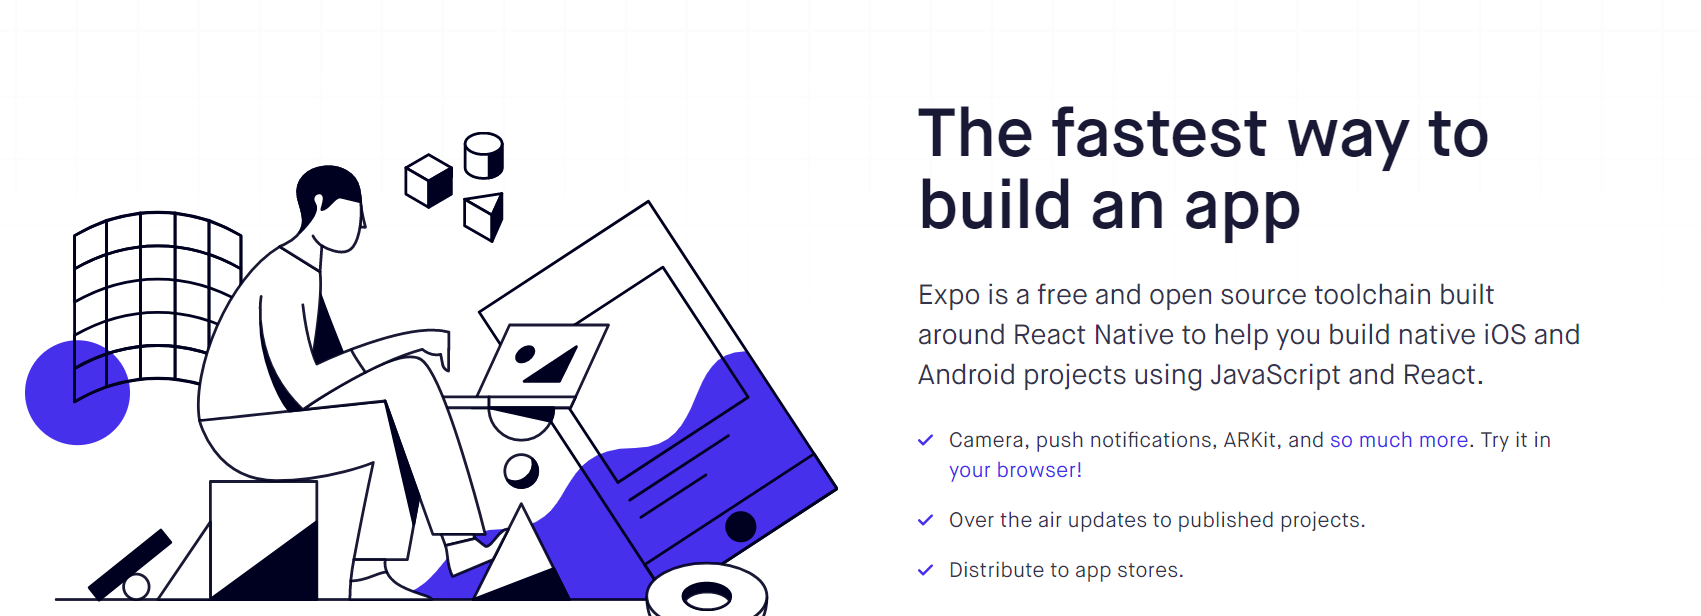 The fastest way to
build an app
Expo is a free and open source toolchain built
around React Native to help you build native iOS and
Android projects using JavaScript and React.
Camera, push notifications, ARKit, and so much more. Try it in
your browser!
Over the air updates to published projects.
Distribute to app stores.